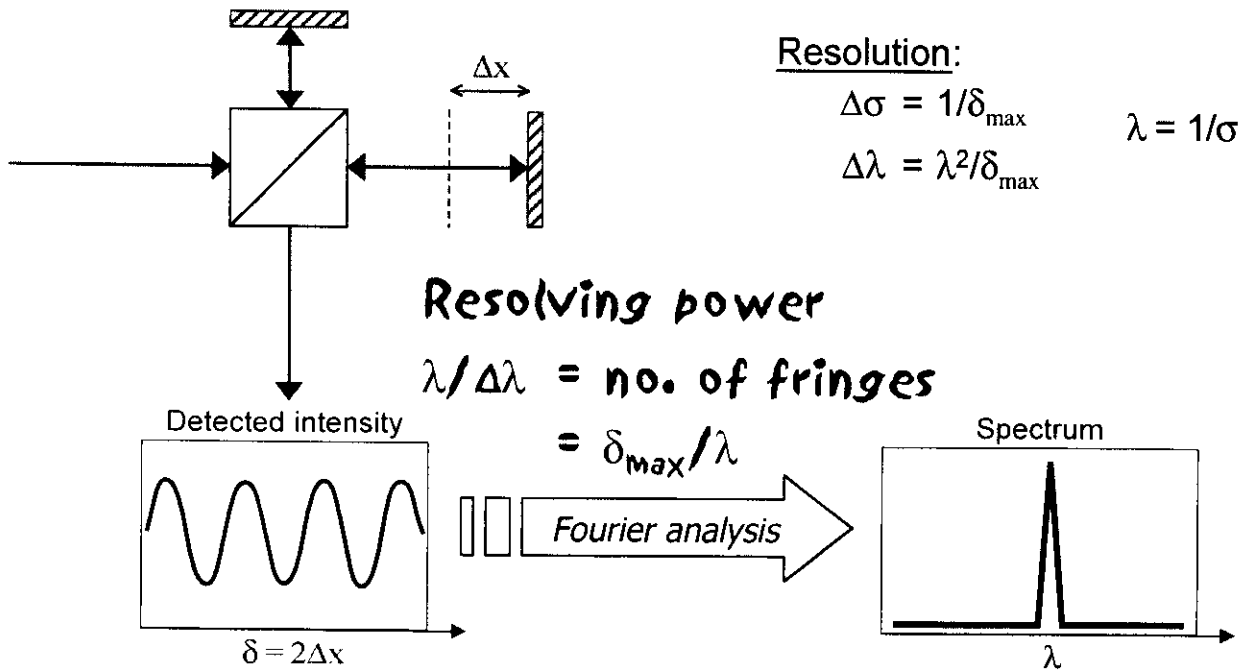 Δx
Resolution:
Δσ = 1/δmax
λ = 1/σ
Δλ = λ²/δmax
Resolving power
λ/Δλ = no. of fringes
= δmax/λ
Detected intensity
Spectrum
Fourier analysis
δ = 2Δx
λ